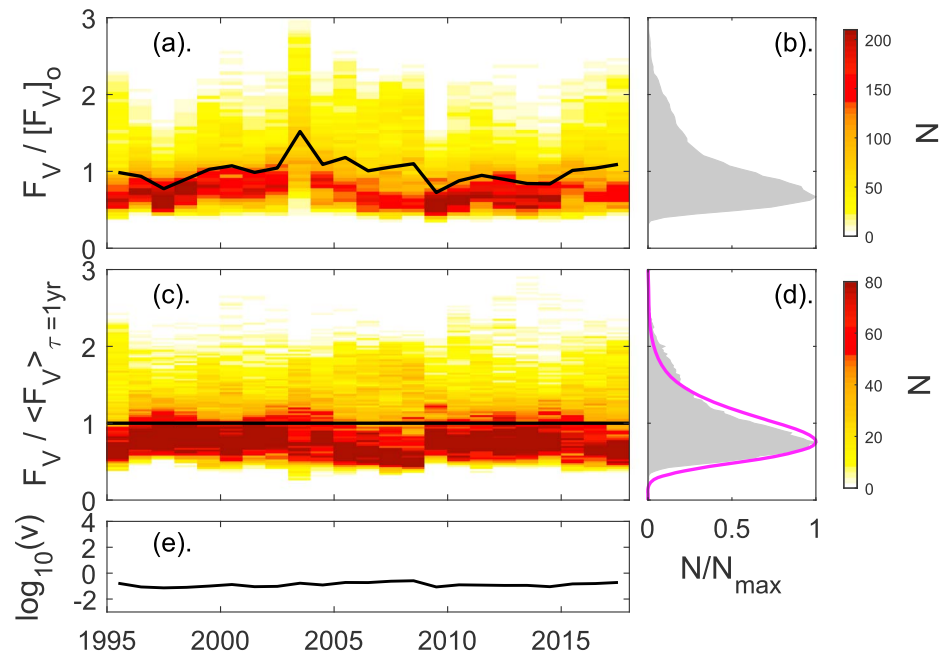 3
(a).
(b).
200
2
150
F_V / [F_V]_o
N
100
1
50
0
0
3
(c).
(d).
80
2
60
F_V / <F_V>_τ=1yr
N
40
1
20
0
0
0 0.5 1
N/N_max
4
(e).
2
log_10(v)
0
-2
1995 2000 2005 2010 2015